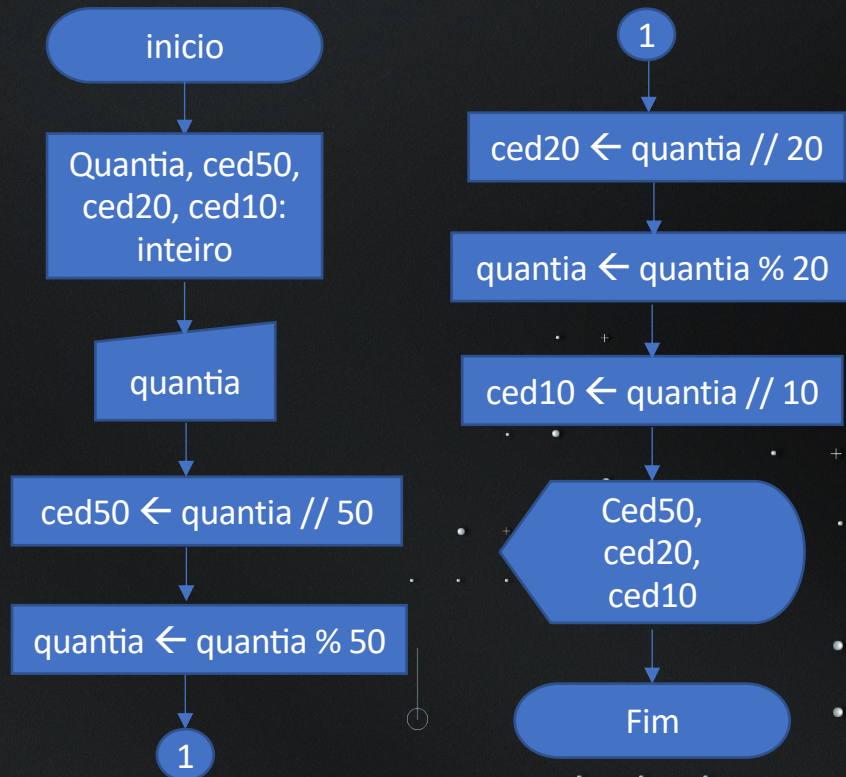 inicio
Quantia, ced50,
ced20, ced10:
inteiro
quantia
ced50 ← quantia // 50
quantia ← quantia % 50
1
1
ced20 ← quantia // 20
quantia ← quantia % 20
ced10 ← quantia // 10
Ced50,
ced20,
ced10
Fim